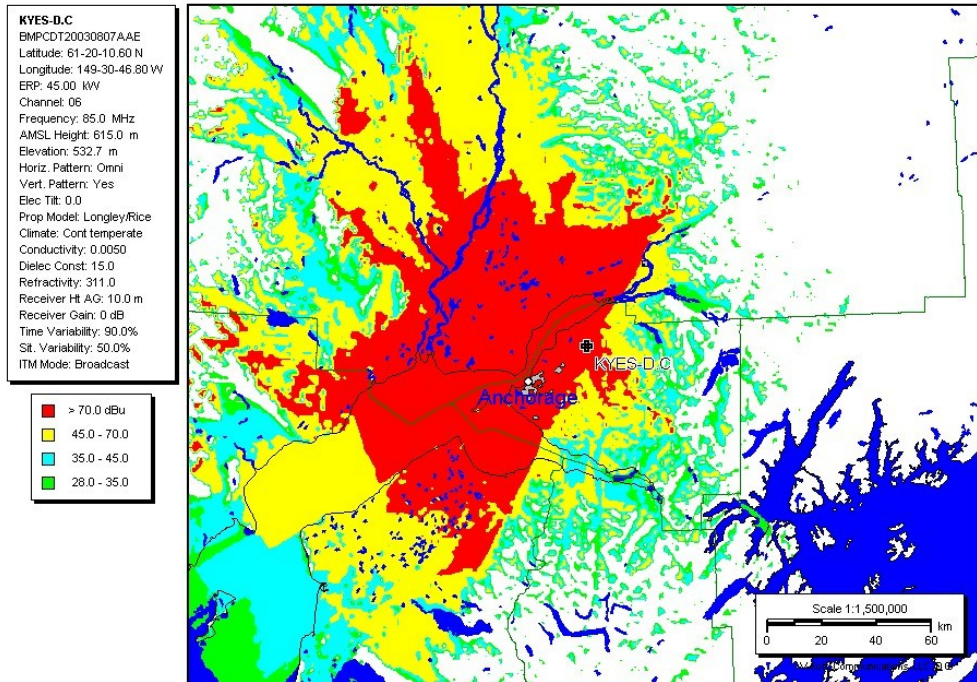 KYES-D.C
BMPCDT20030807AAE
Latitude: 61-20-10.60 N
Longitude: 149-30-46.80 W
ERP: 45.00 kW
Channel: 06
Frequency: 85.0 MHz
AMSL Height: 615.0 m
Elevation: 532.7 m
Horiz. Pattern: Omni
Vert. Pattern: Yes
Elec Tilt: 0.0
Prop Model: Longley/Rice
Climate: Cont temperate
Conductivity: 0.0050
Dielec Const: 15.0
Refractivity: 311.0
Receiver Ht AG: 10.0 m
Receiver Gain: 0 dB
Time Variability: 90.0%
Sit. Variability: 50.0%
ITM Mode: Broadcast
> 70.0 dBu
45.0 - 70.0
35.0 - 45.0
28.0 - 35.0
KYES-D.C
Anchorage
Scale 1:1,500,000
0 20 40 60
km